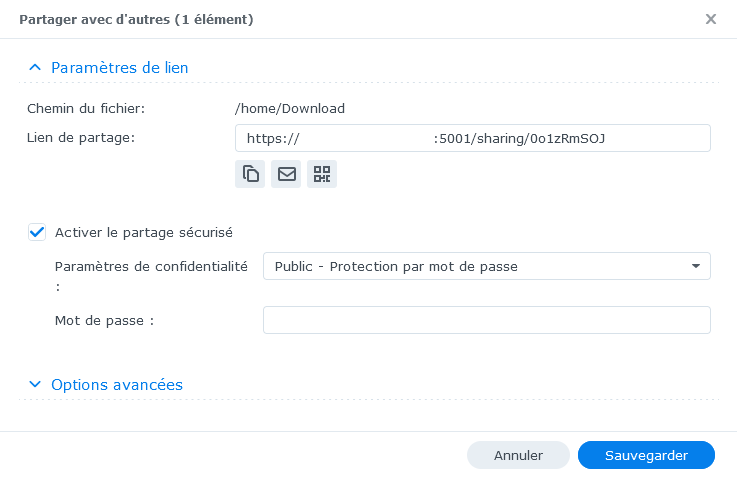 Partager avec d'autres (1 élément)
Paramètres de lien
Chemin du fichier: /home/Download
Lien de partage: https:// :5001/sharing/0o1zRmSOJ
Activer le partage sécurisé
Paramètres de confidentialité : Public - Protection par mot de passe
Mot de passe :
Options avancées
Annuler Sauvegarder